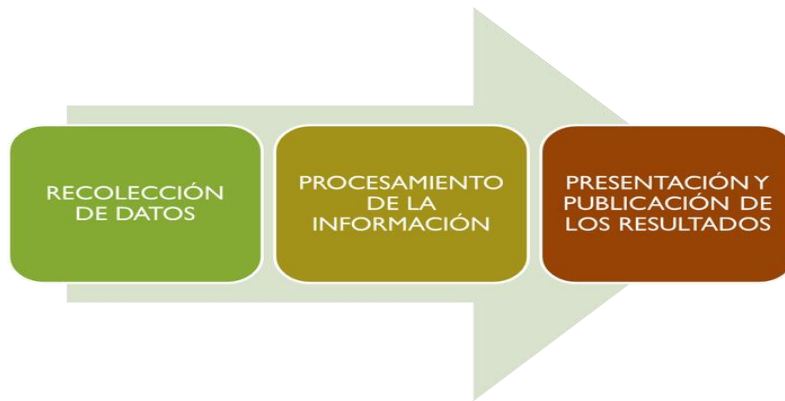 RECOLECCIÓN
DE DATOS
PROCESAMIENTO
DE LA
INFORMACIÓN
PRESENTACIÓN Y
PUBLICACIÓN DE
LOS RESULTADOS